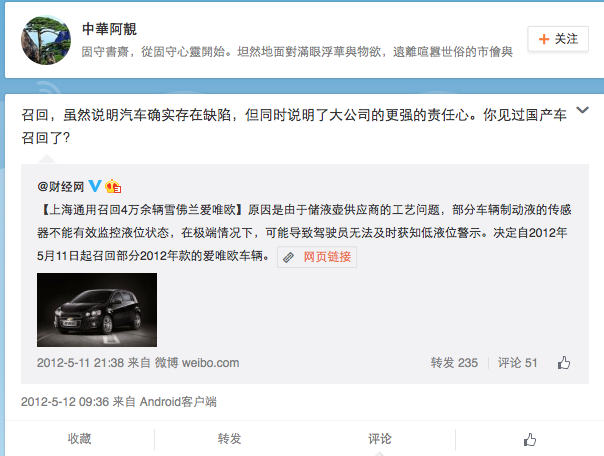 中華阿靚
固守書齋，從固守心靈開始。坦然地面對滿眼浮華與物欲，遠離喧囂世俗的市儈與
+ 关注
召回，虽然说明汽车确实存在缺陷，但同时说明了大公司的更强的责任心。你见过国产车
召回了？
@财经网
【上海通用召回4万余辆雪佛兰爱唯欧】原因是由于储液壶供应商的工艺问题，部分车辆制动液的传感
器不能有效监控液位状态，在极端情况下，可能导致驾驶员无法及时获知低液位警示。决定自2012年
5月11日起召回部分2012年款的爱唯欧车辆。 网页链接
2012-5-11 21:38 来自 微博 weibo.com 转发 235 评论 51
2012-5-12 09:36 来自 Android客户端
收藏 转发 评论